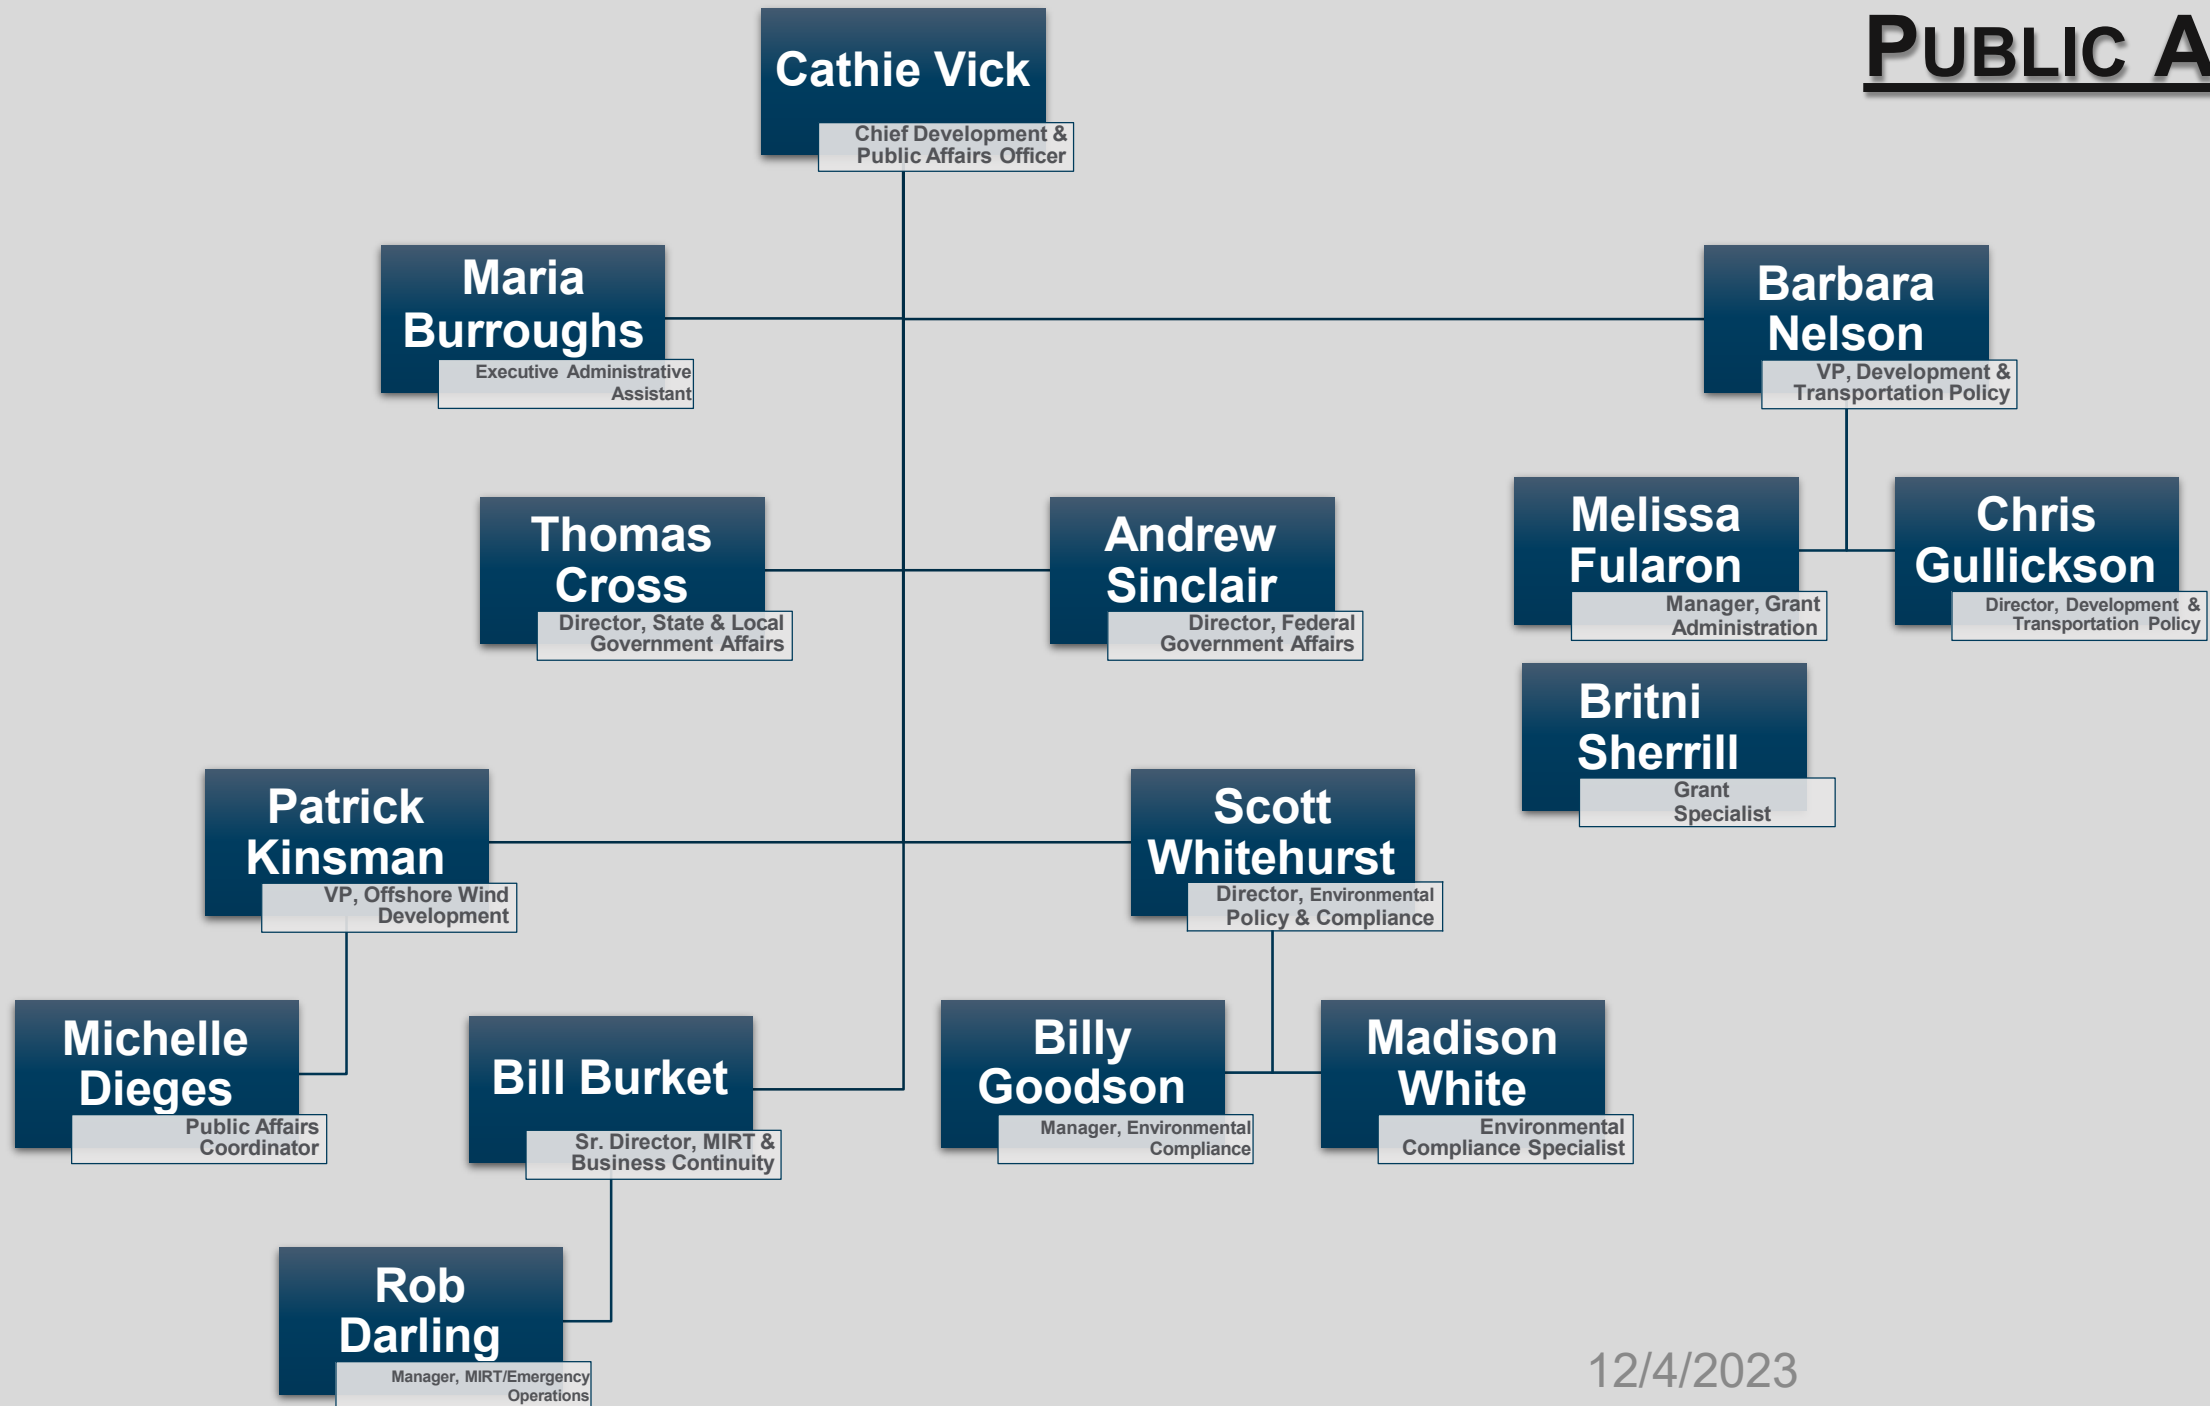 PUBLIC A
Cathie Vick
Chief Development &
Public Affairs Officer
Maria
Burroughs
Executive Administrative
Assistant
Barbara
Nelson
VP, Development &
Transportation Policy
Thomas
Cross
Director, State & Local
Government Affairs
Andrew
Sinclair
Director, Federal
Government Affairs
Melissa
Fularon
Manager, Grant
Administration
Chris
Gullickson
Director, Development &
Transportation Policy
Britni
Sherrill
Grant
Specialist
Patrick
Kinsman
VP, Offshore Wind
Development
Scott
Whitehurst
Director, Environmental
Policy & Compliance
Michelle
Dieges
Public Affairs
Coordinator
Bill Burket
Sr. Director, MIRT &
Business Continuity
Billy
Goodson
Manager, Environmental
Compliance
Madison
White
Environmental
Compliance Specialist
Rob
Darling
Manager, MIRT/Emergency
Operations
12/4/2023